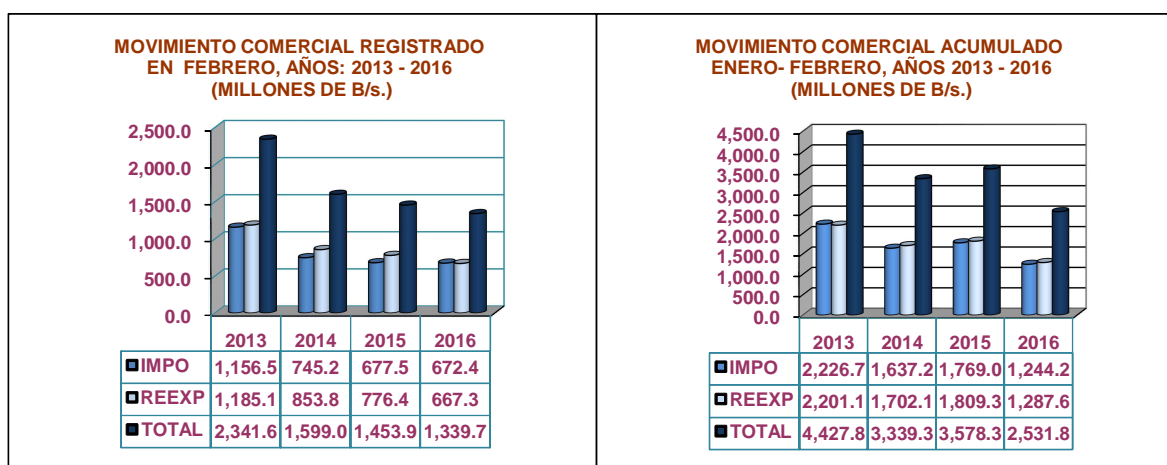 MOVIMIENTO COMERCIAL REGISTRADO
EN FEBRERO, AÑOS: 2013 - 2016
(MILLONES DE B/s.)
2,500.0
2,000.0
1,500.0
1,000.0
500.0
0.0
2013 2014 2015 2016
IMPO 1,156.5 745.2 677.5 672.4
REEXP 1,185.1 853.8 776.4 667.3
TOTAL 2,341.6 1,599.0 1,453.9 1,339.7
MOVIMIENTO COMERCIAL ACUMULADO
ENERO- FEBRERO, AÑOS 2013 - 2016
(MILLONES DE B/s.)
4,500.0
4,000.0
3,500.0
3,000.0
2,500.0
2,000.0
1,500.0
1,000.0
500.0
0.0
2013 2014 2015 2016
IMPO 2,226.7 1,637.2 1,769.0 1,244.2
REEXP 2,201.1 1,702.1 1,809.3 1,287.6
TOTAL 4,427.8 3,339.3 3,578.3 2,531.8